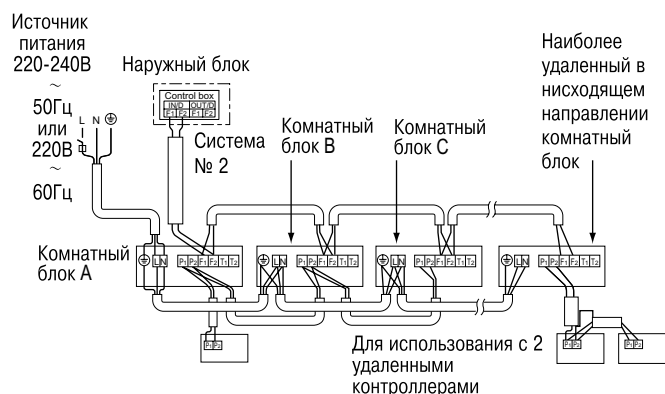 Источник
питания
220-240В
~
50Гц
или
220В
~
60Гц
L N
Наружный блок
Control box
IN/D OUT/D
F1 F2 F1 F2
Система
№ 2
Комнатный
блок B
Комнатный
блок C
Наиболее
удаленный в
нисходящем
направлении
комнатный
блок
Комнатный
блок A
L N P1 P2 F1 F2 T1 T2
L N P1 P2 F1 F2 T1 T2
L N P1 P2 F1 F2 T1 T2
L N P1 P2 F1 F2 T1 T2
P1 P2
P1 P2
P1 P2
Для использования с 2
удаленными
контроллерами